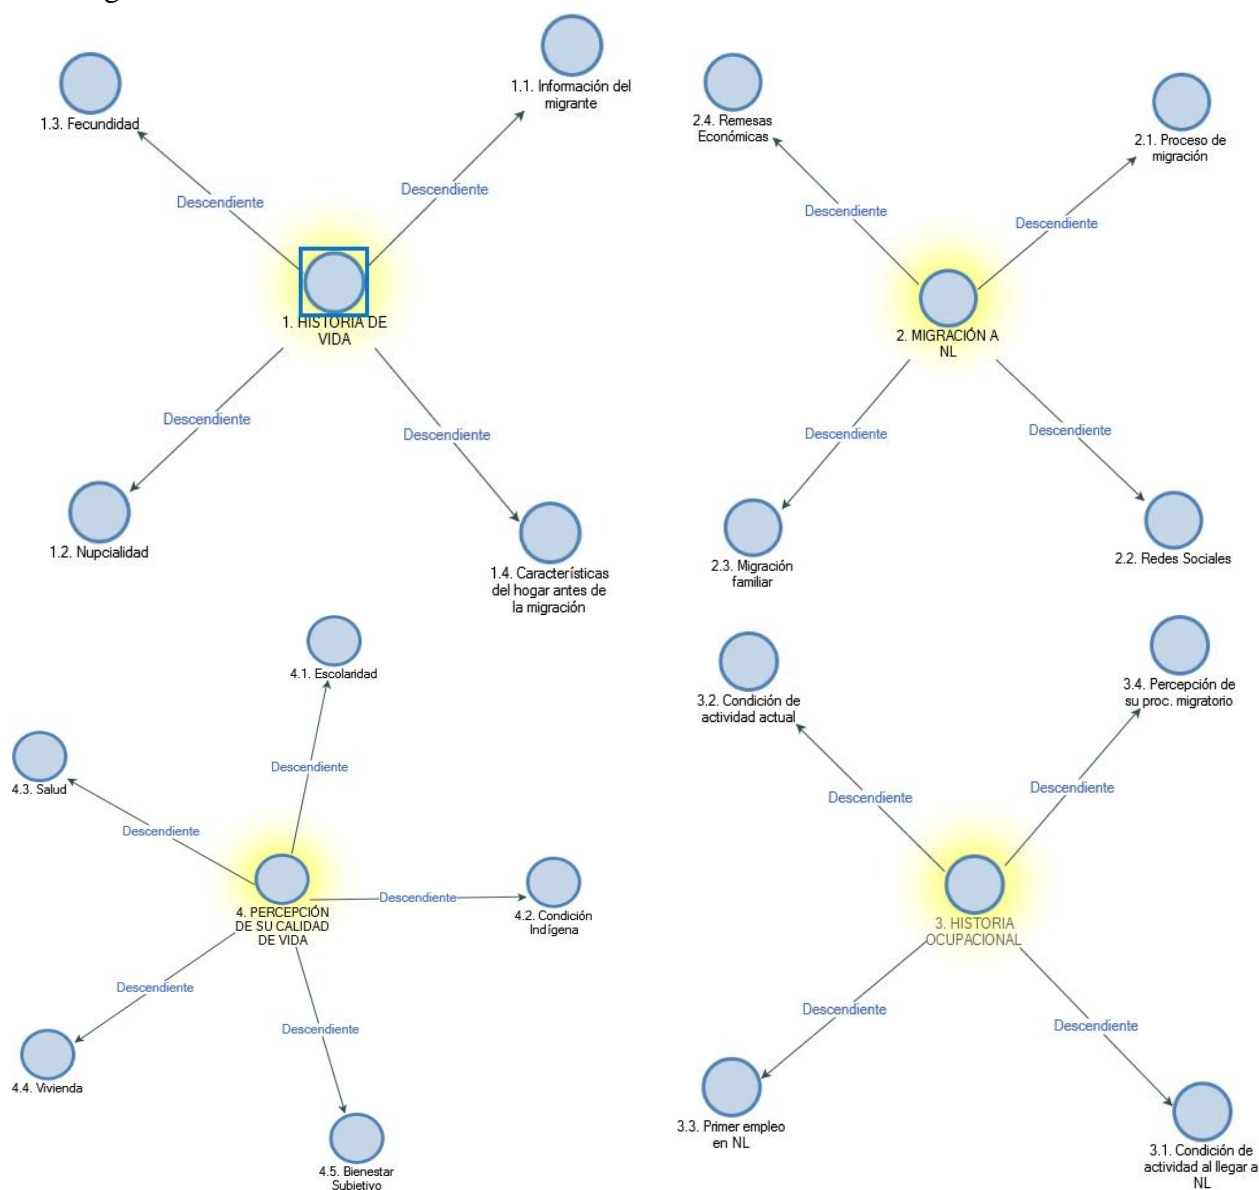 1.1. Información del
migrante
1.3. Fecundidad
Descendiente
Descendiente
1. HISTORIA DE
VIDA
Descendiente
Descendiente
1.2. Nupcialidad
1.4. Características
del hogar antes de
la migración
2.4. Remesas
Económicas
2.1. Proceso de
migración
Descendiente
Descendiente
2. MIGRACIÓN A
NL
Descendiente
Descendiente
2.3. Migración
familiar
2.2. Redes Sociales
4.1. Escolaridad
Descendiente
4.3. Salud
Descendiente
Descendiente
4. PERCEPCIÓN
DE SU CALIDAD
DE VIDA
4.2. Condición
Indígena
Descendiente
Descendiente
4.4. Vivienda
4.5. Bienestar
Subjetivo
3.2. Condición de
actividad actual
3.4. Percepción de
su proc. migratorio
Descendiente
Descendiente
3. HISTORIA
OCUPACIONAL
Descendiente
Descendiente
3.3. Primer empleo
en NL
3.1. Condición de
actividad al llegar a
NL